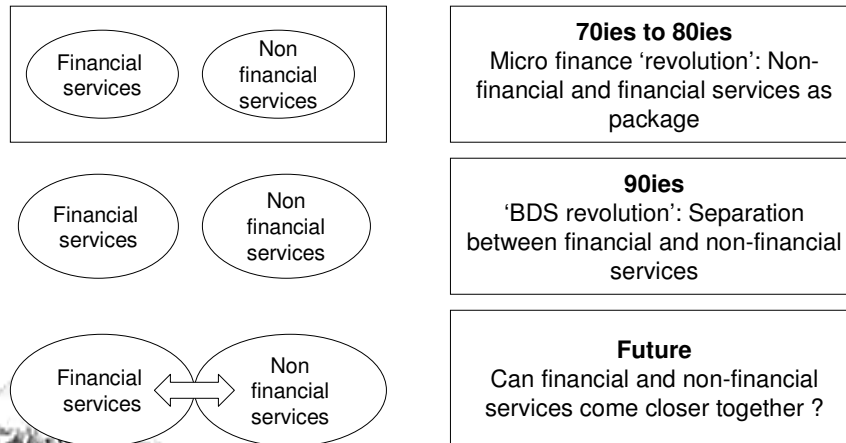 Financial
services
Non
financial
services
70ies to 80ies
Micro finance ‘revolution’: Non-
financial and financial services as
package
Financial
services
Non
financial
services
90ies
‘BDS revolution’: Separation
between financial and non-financial
services
Financial
services
Non
financial
services
Future
Can financial and non-financial
services come closer together ?